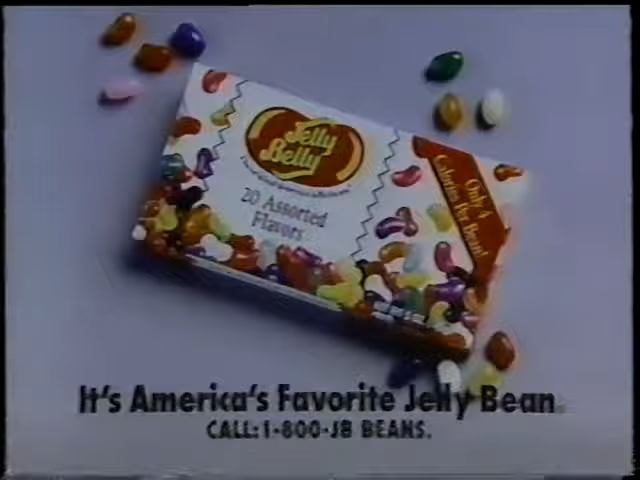 Jelly
Belly
20 Assorted
Flavors
Only 4
Calories Per Bean!
It's America's Favorite Jelly Bean.
CALL:1-800-JB BEANS.